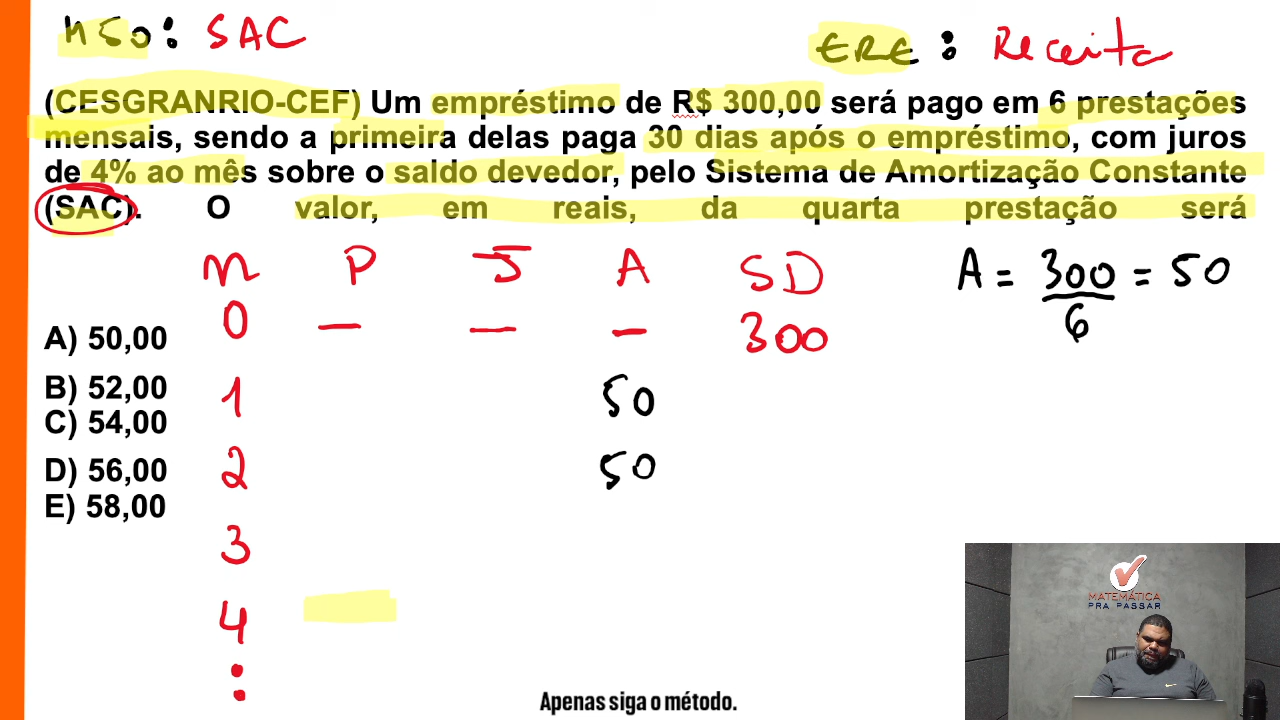 M50: SAC
ERE: Receita
(CESGRANRIO-CEF) Um empréstimo de R$ 300,00 será pago em 6 prestações
mensais, sendo a primeira delas paga 30 dias após o empréstimo, com juros
de 4% ao mês sobre o saldo devedor, pelo Sistema de Amortização Constante
(SAC). O valor, em reais, da quarta prestação será
n P J A SD
A = 300/6 = 50
0 — — — 300
A) 50,00
B) 52,00
C) 54,00
D) 56,00
E) 58,00
1 50
2 50
3
4
:
MATEMÁTICA
PRA PASSAR
Apenas siga o método.